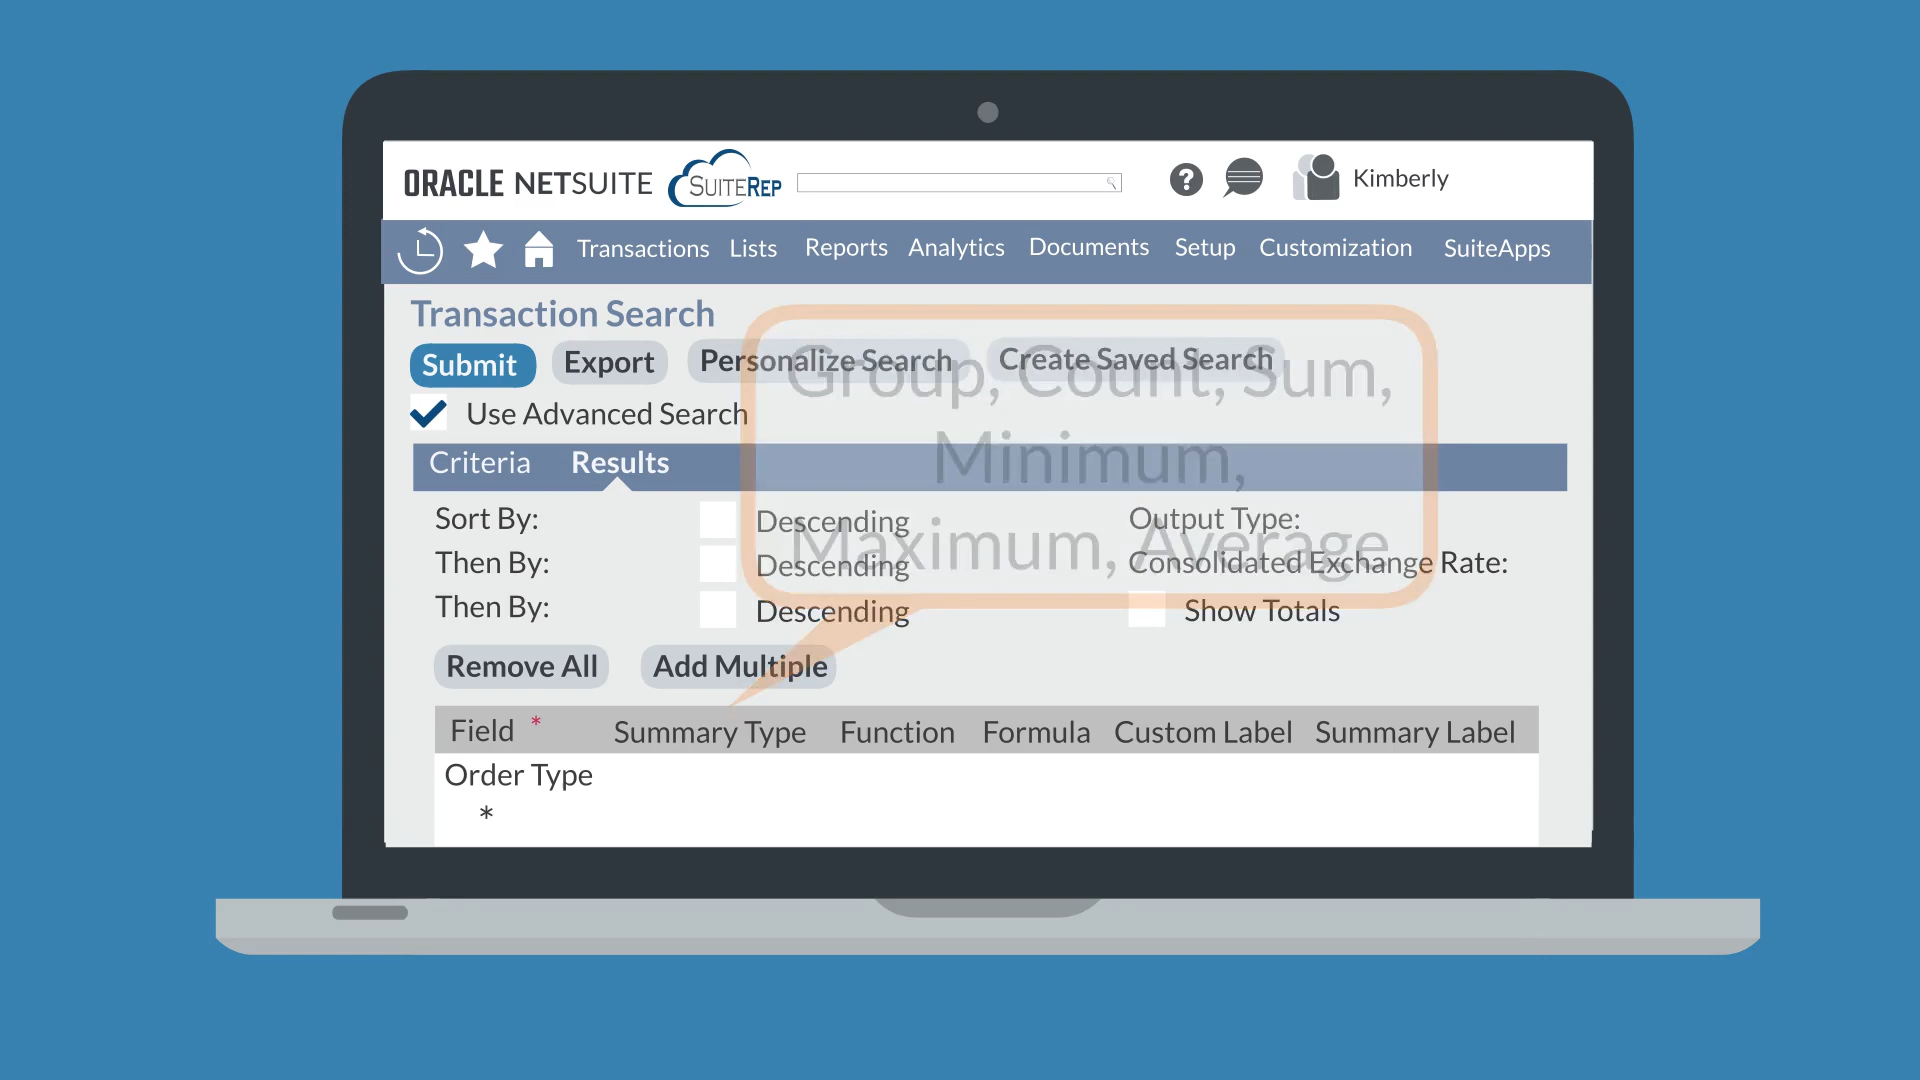 ORACLE NETSUITE SUITEREP Kimberly
Transactions Lists Reports Analytics Documents Setup Customization SuiteApps
Transaction Search
Submit Export Personalize Search Create Saved Search
Use Advanced Search
Group, Count, Sum,
Minimum,
Maximum, Average
Criteria Results
Sort By: Descending Output Type:
Then By: Descending Consolidated Exchange Rate:
Then By: Descending Show Totals
Remove All Add Multiple
Field * Summary Type Function Formula Custom Label Summary Label
Order Type
*